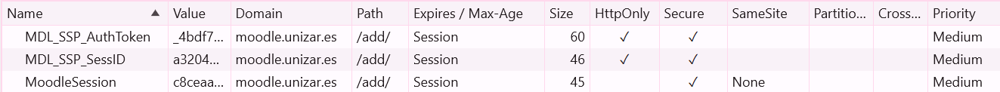 Name ▲ Value Domain Path Expires / Max-Age Size HttpOnly Secure SameSite Partitio... Cross... Priority
MDL_SSP_AuthToken _4bdf7... moodle.unizar.es /add/ Session 60 ✓ ✓ Medium
MDL_SSP_SessID a3204... moodle.unizar.es /add/ Session 46 ✓ ✓ Medium
MoodleSession c8ceaa... moodle.unizar.es /add/ Session 45 ✓ None Medium